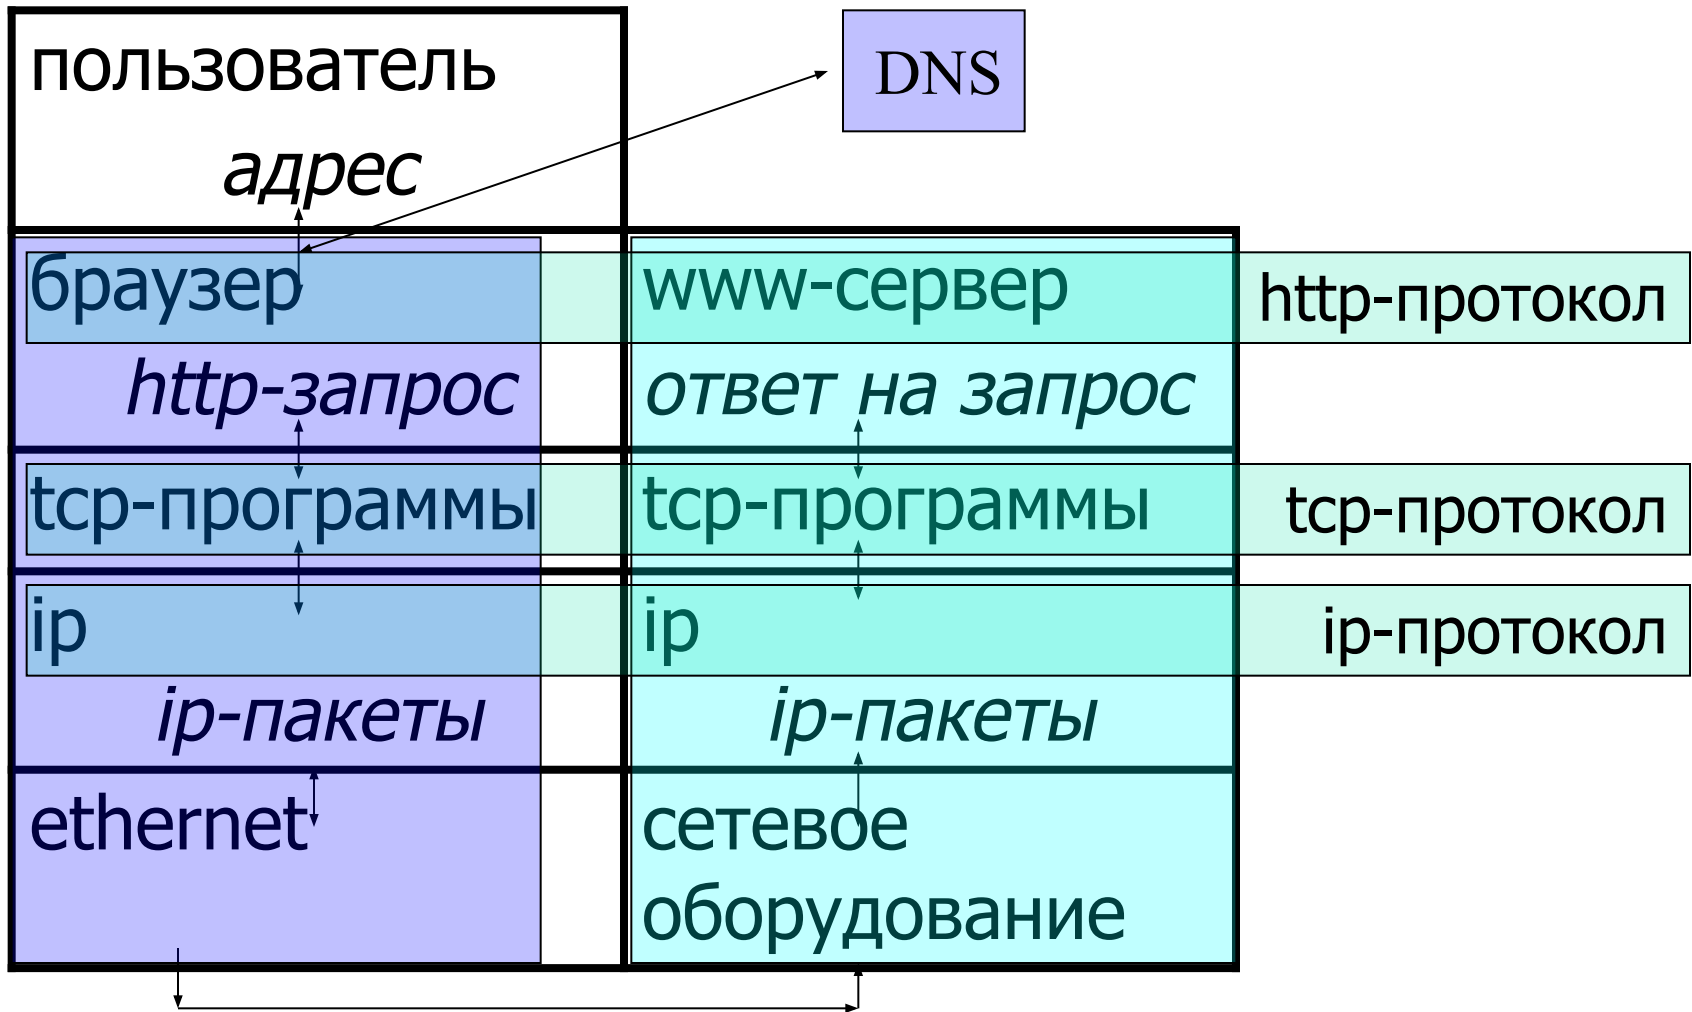 пользователь
DNS
адрес
браузер
www-сервер
http-протокол
http-запрос
ответ на запрос
tcp-программы
tcp-программы
tcp-протокол
ip
ip
ip-протокол
ip-пакеты
ip-пакеты
ethernet
сетевое
оборудование